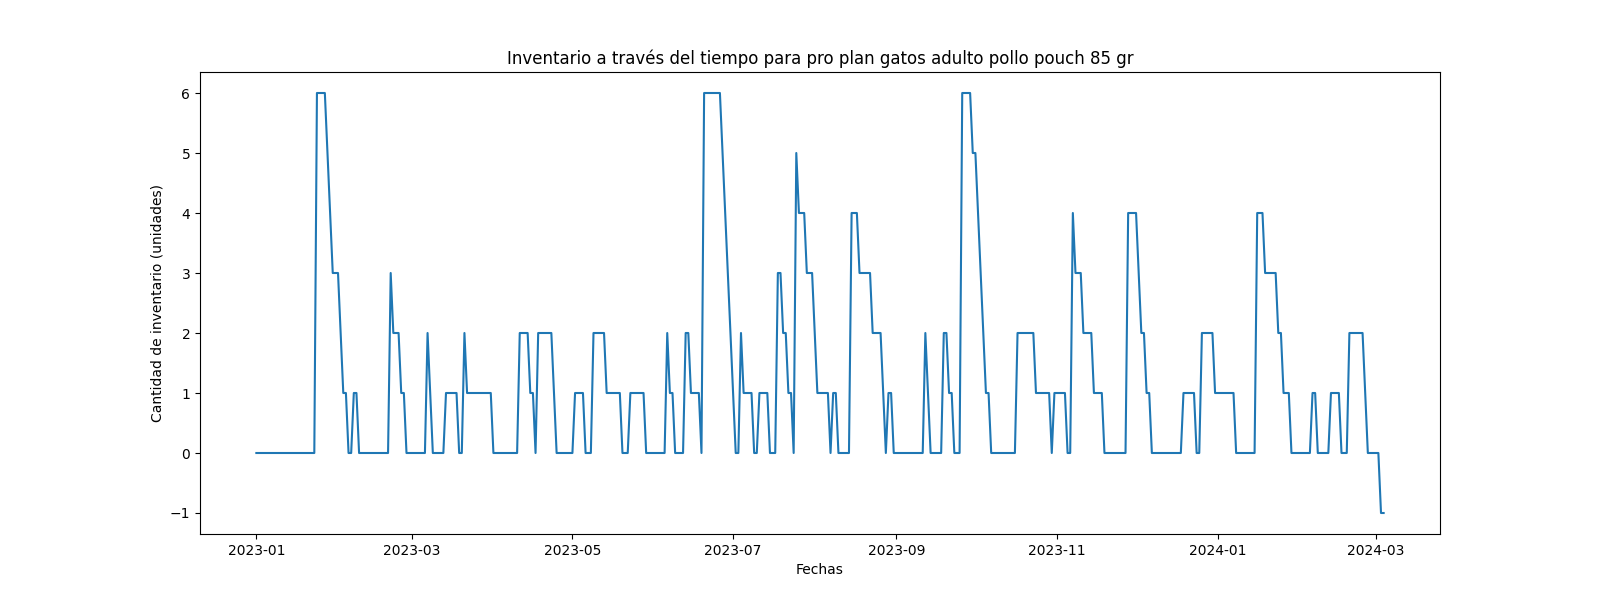 Inventario a través del tiempo para pro plan gatos adulto pollo pouch 85 gr
Cantidad de inventario (unidades)
6
5
4
3
2
1
0
−1
2023-01 2023-03 2023-05 2023-07 2023-09 2023-11 2024-01 2024-03
Fechas